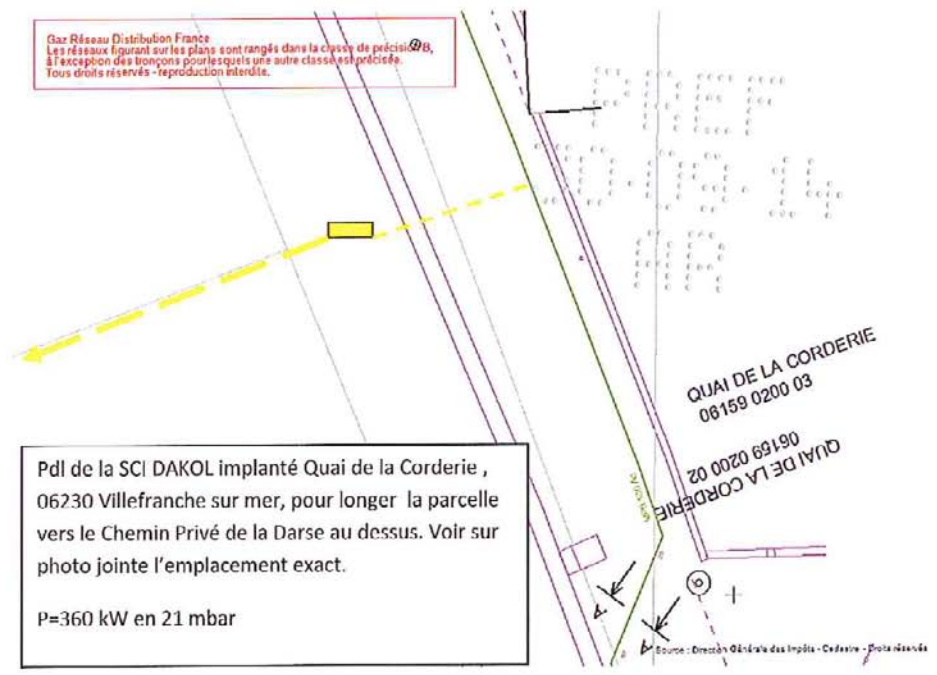 Gaz Réseau Distribution France
Les réseaux figurant sur les plans sont rangés dans la classe de précision B,
à l'exception des tronçons pour lesquels une autre classe est précisée.
Tous droits réservés - reproduction interdite.
PREF
MR
QUAI DE LA CORDERIE
06159 0200 03
06159 0200 02
QUAI DE LA CORDERIE
Pdl de la SCI DAKOL implanté Quai de la Corderie ,
06230 Villefranche sur mer, pour longer la parcelle
vers le Chemin Privé de la Darse au dessus. Voir sur
photo jointe l'emplacement exact.
P=360 kW en 21 mbar
Source : Direction Générale des Impôts - Cadastre - Droits réservés